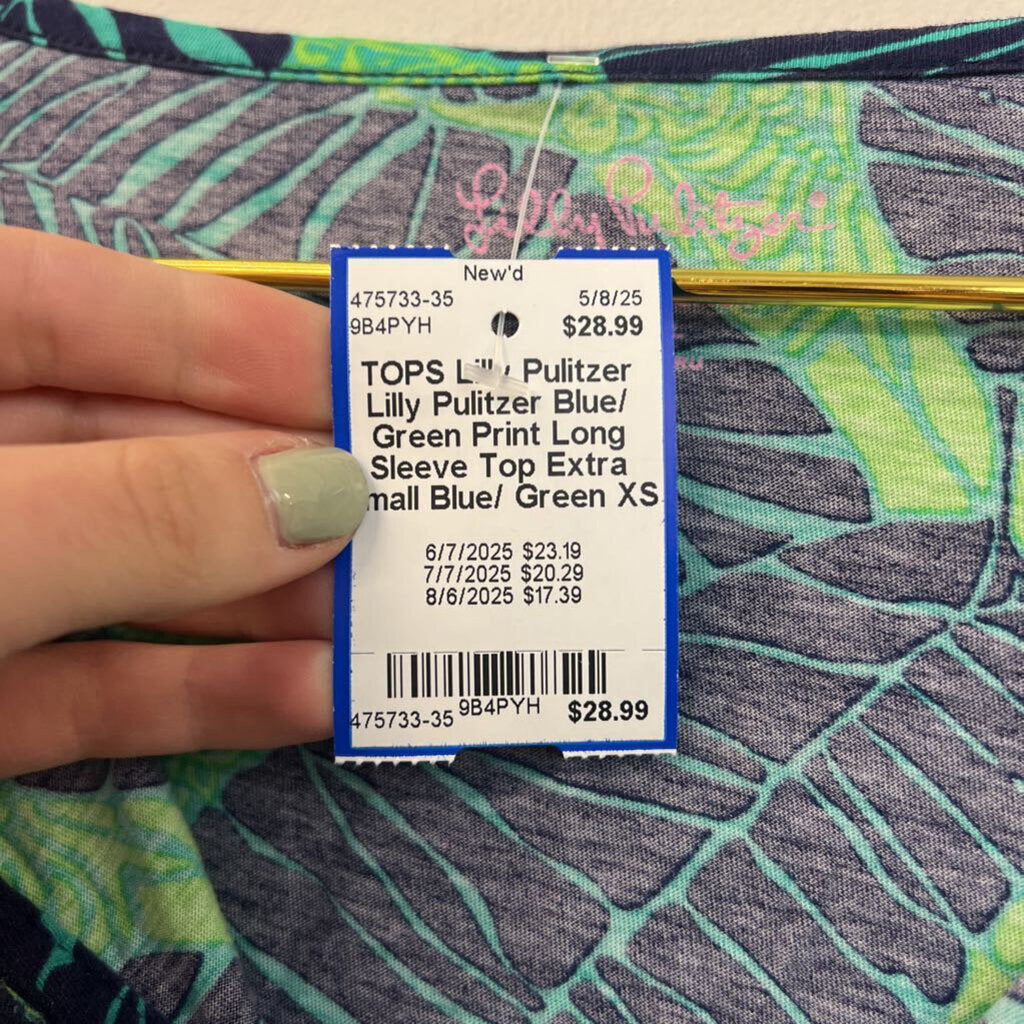 Lilly Pulitzer®
New'd
475733-35 5/8/25
9B4PYH $28.99
TOPS Lilly Pulitzer
Lilly Pulitzer Blue/
Green Print Long
Sleeve Top Extra
mall Blue/ Green XS
6/7/2025 $23.19
7/7/2025 $20.29
8/6/2025 $17.39
475733-35 9B4PYH $28.99